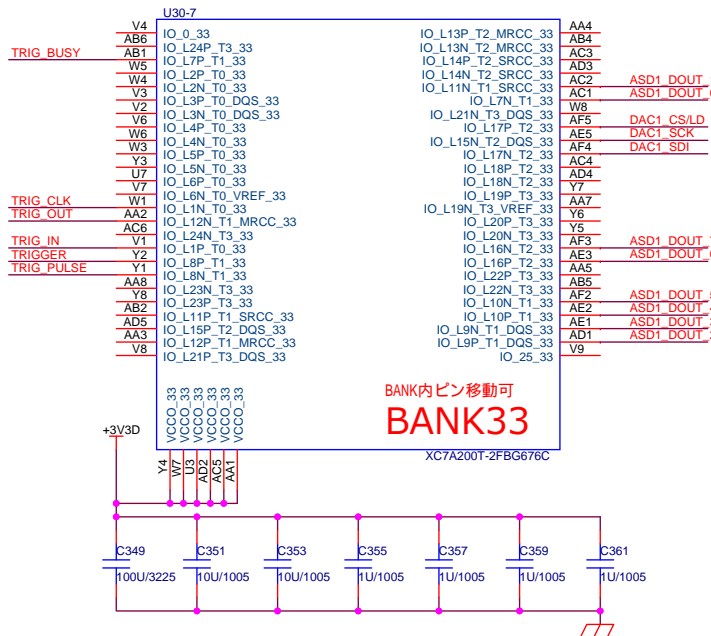 U30-7
V4 IO_0_33
AB6 IO_L24P_T3_33
TRIG_BUSY AB1 IO_L7P_T1_33
W5 IO_L2P_T0_33
W4 IO_L2N_T0_33
V3 IO_L3P_T0_DQS_33
V2 IO_L3N_T0_DQS_33
V6 IO_L4P_T0_33
W6 IO_L4N_T0_33
W3 IO_L5P_T0_33
Y3 IO_L5N_T0_33
U7 IO_L6P_T0_33
V7 IO_L6N_T0_VREF_33
TRIG_CLK W1 IO_L1N_T0_33
TRIG_OUT AA2 IO_L12N_T1_MRCC_33
AC6 IO_L24N_T3_33
TRIG_IN V1 IO_L1P_T0_33
TRIGGER Y2 IO_L8P_T1_33
TRIG_PULSE Y1 IO_L8N_T1_33
AA8 IO_L23N_T3_33
Y8 IO_L23P_T3_33
AB2 IO_L11P_T1_SRCC_33
AD5 IO_L15P_T2_DQS_33
AA3 IO_L12P_T1_MRCC_33
V8 IO_L21P_T3_DQS_33
IO_L13P_T2_MRCC_33 AA4
IO_L13N_T2_MRCC_33 AB4
IO_L14P_T2_SRCC_33 AC3
IO_L14N_T2_SRCC_33 AD3
IO_L11N_T1_SRCC_33 AC2 ASD1_DOUT_
IO_L7N_T1_33 AC1 ASD1_DOUT_
IO_L21N_T3_DQS_33 W8
IO_L17P_T2_33 AF5 DAC1_CS/LD
IO_L15N_T2_DQS_33 AE5 DAC1_SCK
IO_L17N_T2_33 AF4 DAC1_SDI
IO_L18P_T2_33 AC4
IO_L18N_T2_33 AD4
IO_L19P_T3_33 Y7
IO_L19N_T3_VREF_33 AA7
IO_L20P_T3_33 Y6
IO_L20N_T3_33 Y5
IO_L16N_T2_33 AF3 ASD1_DOUT_
IO_L16P_T2_33 AE3 ASD1_DOUT_
IO_L22P_T3_33 AA5
IO_L22N_T3_33 AB5
IO_L10N_T1_33 AF2 ASD1_DOUT_
IO_L10P_T1_33 AE2 ASD1_DOUT_
IO_L9N_T1_DQS_33 AE1 ASD1_DOUT_
IO_L9P_T1_DQS_33 AD1 ASD1_DOUT_
IO_25_33 V9
VCCO_33 VCCO_33 VCCO_33 VCCO_33 VCCO_33 VCCO_33
BANK内ピン移動可
BANK33
+3V3D
XC7A200T-2FBG676C
Y4 W7 U3 AD2 AC5 AA1
C349 C351 C353 C355 C357 C359 C361
100U/3225 10U/1005 10U/1005 1U/1005 1U/1005 1U/1005 1U/1005